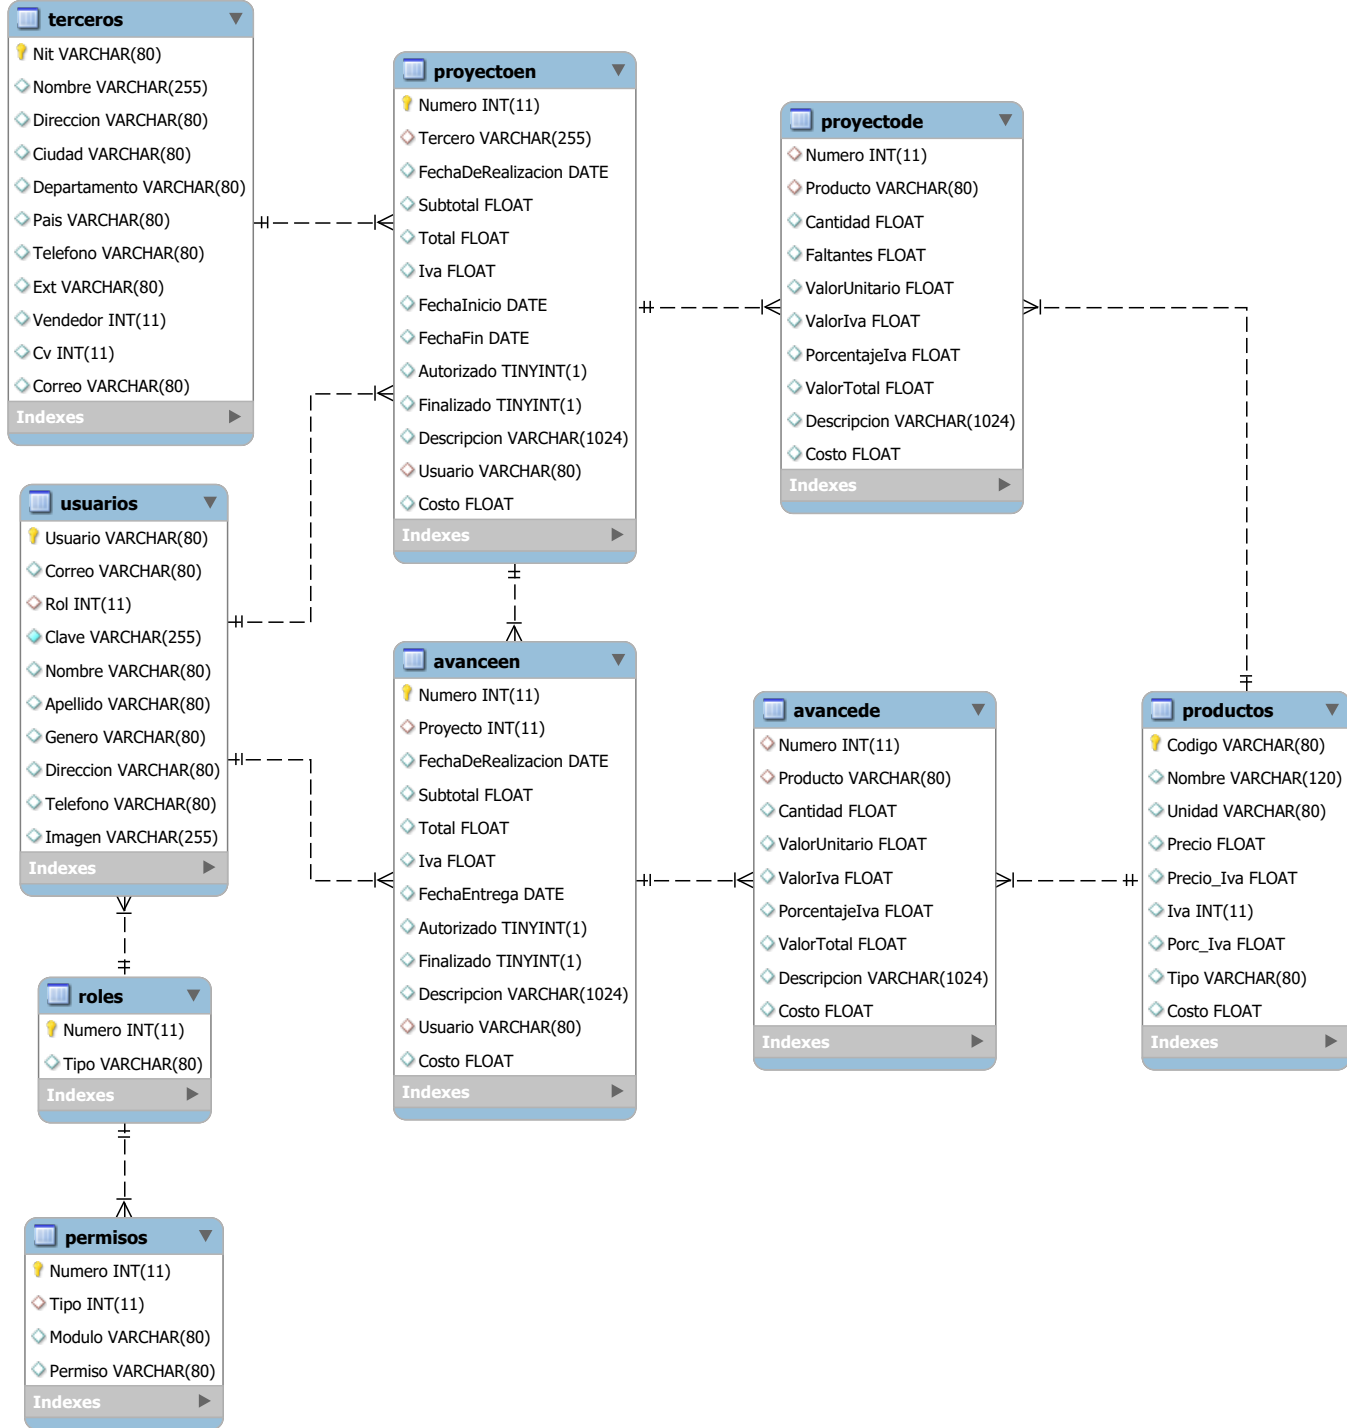 terceros
Nit VARCHAR(80)
Nombre VARCHAR(255)
Direccion VARCHAR(80)
Ciudad VARCHAR(80)
Departamento VARCHAR(80)
Pais VARCHAR(80)
Telefono VARCHAR(80)
Ext VARCHAR(80)
Vendedor INT(11)
Cv INT(11)
Correo VARCHAR(80)
Indexes
proyectoen
Numero INT(11)
Tercero VARCHAR(255)
FechaDeRealizacion DATE
Subtotal FLOAT
Total FLOAT
Iva FLOAT
FechaInicio DATE
FechaFin DATE
Autorizado TINYINT(1)
Finalizado TINYINT(1)
Descripcion VARCHAR(1024)
Usuario VARCHAR(80)
Costo FLOAT
Indexes
proyectode
Numero INT(11)
Producto VARCHAR(80)
Cantidad FLOAT
Faltantes FLOAT
ValorUnitario FLOAT
ValorIva FLOAT
PorcentajeIva FLOAT
ValorTotal FLOAT
Descripcion VARCHAR(1024)
Costo FLOAT
Indexes
usuarios
Usuario VARCHAR(80)
Correo VARCHAR(80)
Rol INT(11)
Clave VARCHAR(255)
Nombre VARCHAR(80)
Apellido VARCHAR(80)
Genero VARCHAR(80)
Direccion VARCHAR(80)
Telefono VARCHAR(80)
Imagen VARCHAR(255)
Indexes
avanceen
Numero INT(11)
Proyecto INT(11)
FechaDeRealizacion DATE
Subtotal FLOAT
Total FLOAT
Iva FLOAT
FechaEntrega DATE
Autorizado TINYINT(1)
Finalizado TINYINT(1)
Descripcion VARCHAR(1024)
Usuario VARCHAR(80)
Costo FLOAT
Indexes
avancede
Numero INT(11)
Producto VARCHAR(80)
Cantidad FLOAT
ValorUnitario FLOAT
ValorIva FLOAT
PorcentajeIva FLOAT
ValorTotal FLOAT
Descripcion VARCHAR(1024)
Costo FLOAT
Indexes
productos
Codigo VARCHAR(80)
Nombre VARCHAR(120)
Unidad VARCHAR(80)
Precio FLOAT
Precio_Iva FLOAT
Iva INT(11)
Porc_Iva FLOAT
Tipo VARCHAR(80)
Costo FLOAT
Indexes
roles
Numero INT(11)
Tipo VARCHAR(80)
Indexes
permisos
Numero INT(11)
Tipo INT(11)
Modulo VARCHAR(80)
Permiso VARCHAR(80)
Indexes